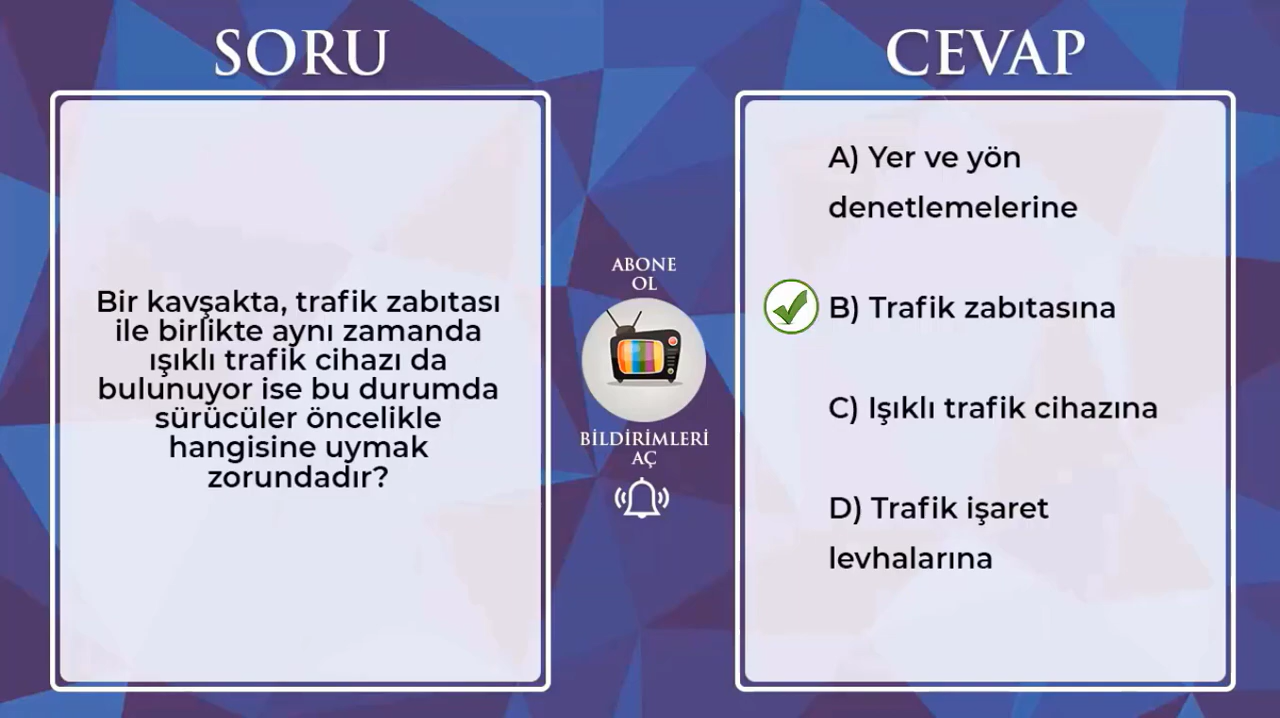 SORU
Bir kavşakta, trafik zabıtası
ile birlikte aynı zamanda
ışıklı trafik cihazı da
bulunuyor ise bu durumda
sürücüler öncelikle
hangisine uymak
zorundadır?
ABONE
OL
BİLDİRİMLERİ
AÇ
CEVAP
A) Yer ve yön
denetlemelerine
B) Trafik zabıtasına
C) Işıklı trafik cihazına
D) Trafik işaret
levhalarına